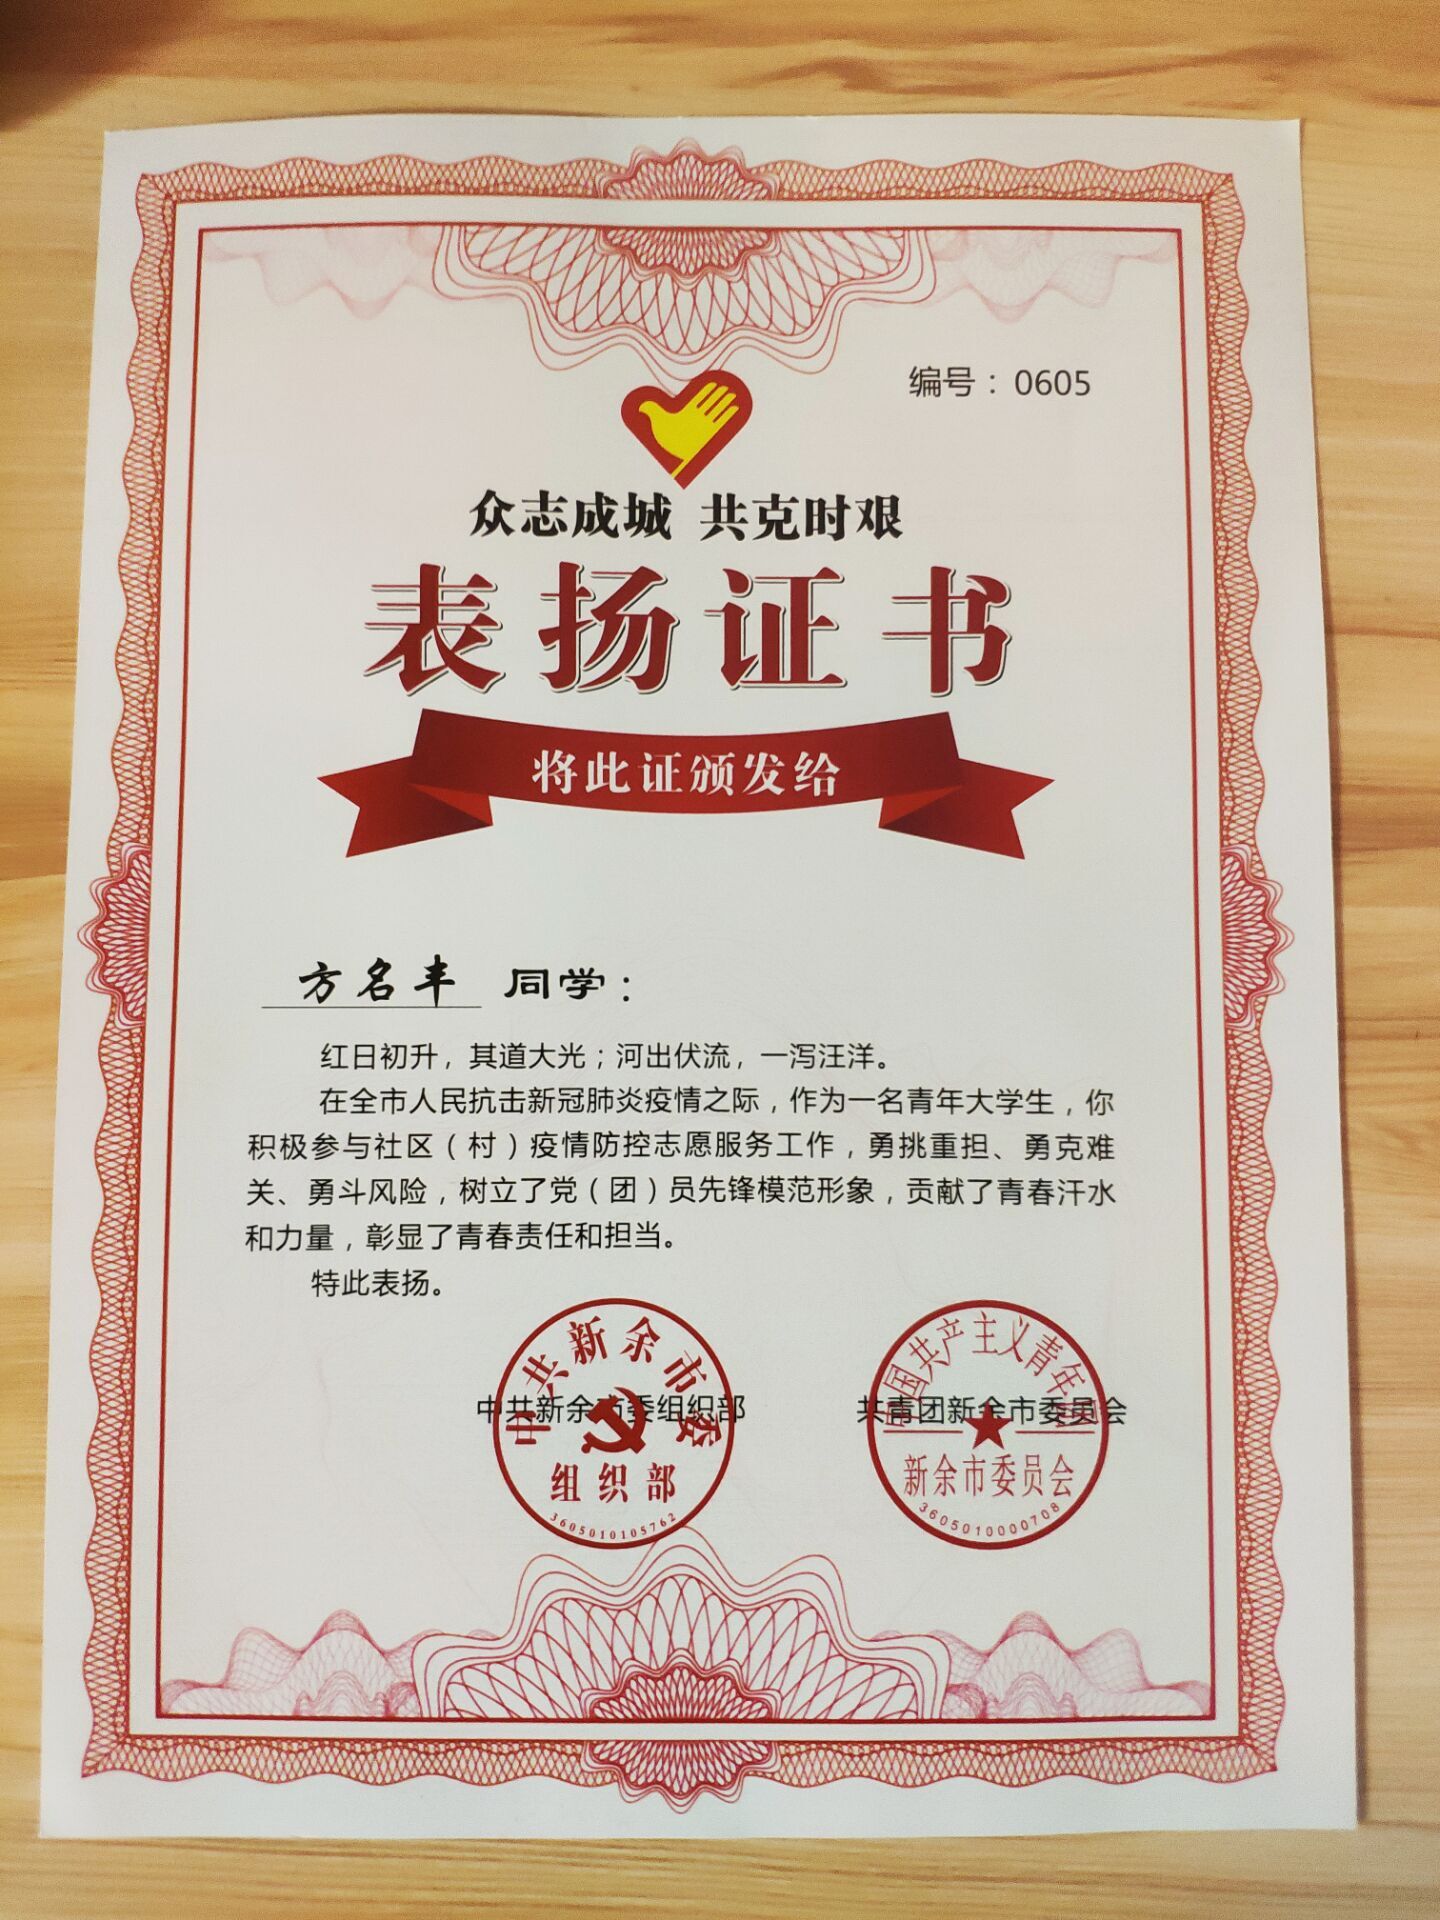 编号：0605
众志成城 共克时艰
表扬证书
将此证颁发给
方名丰 同学：
红日初升，其道大光；河出伏流，一泻汪洋。
在全市人民抗击新冠肺炎疫情之际，作为一名青年大学生，你
积极参与社区（村）疫情防控志愿服务工作，勇挑重担、勇克难
关、勇斗风险，树立了党（团）员先锋模范形象，贡献了青春汗水
和力量，彰显了青春责任和担当。
特此表扬。
中共新余市委组织部
共青团新余市委员会
中共新余市委
组织部
3605010105762
中国共产主义青年团
新余市委员会
3605010000708